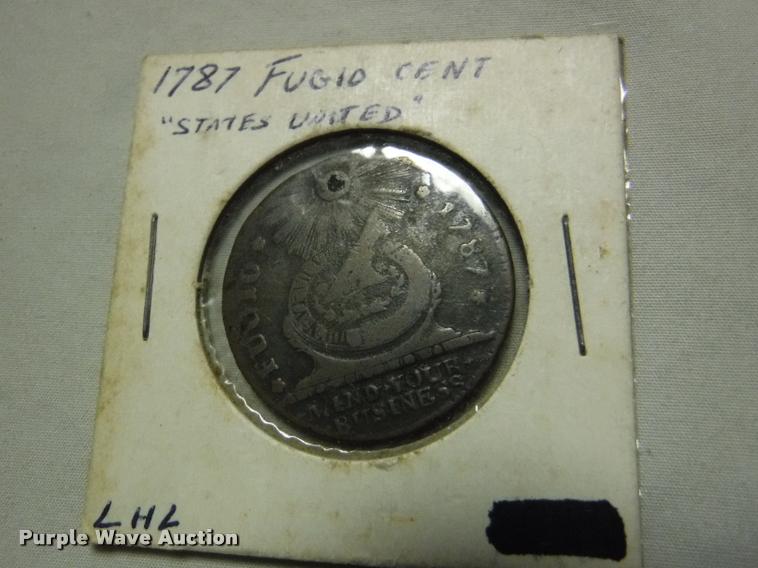 1787 FUGIO CENT
"STATES UNITED"
FUGIO
1787
MIND YOUR
BUSINESS
LHL
Purple Wave Auction